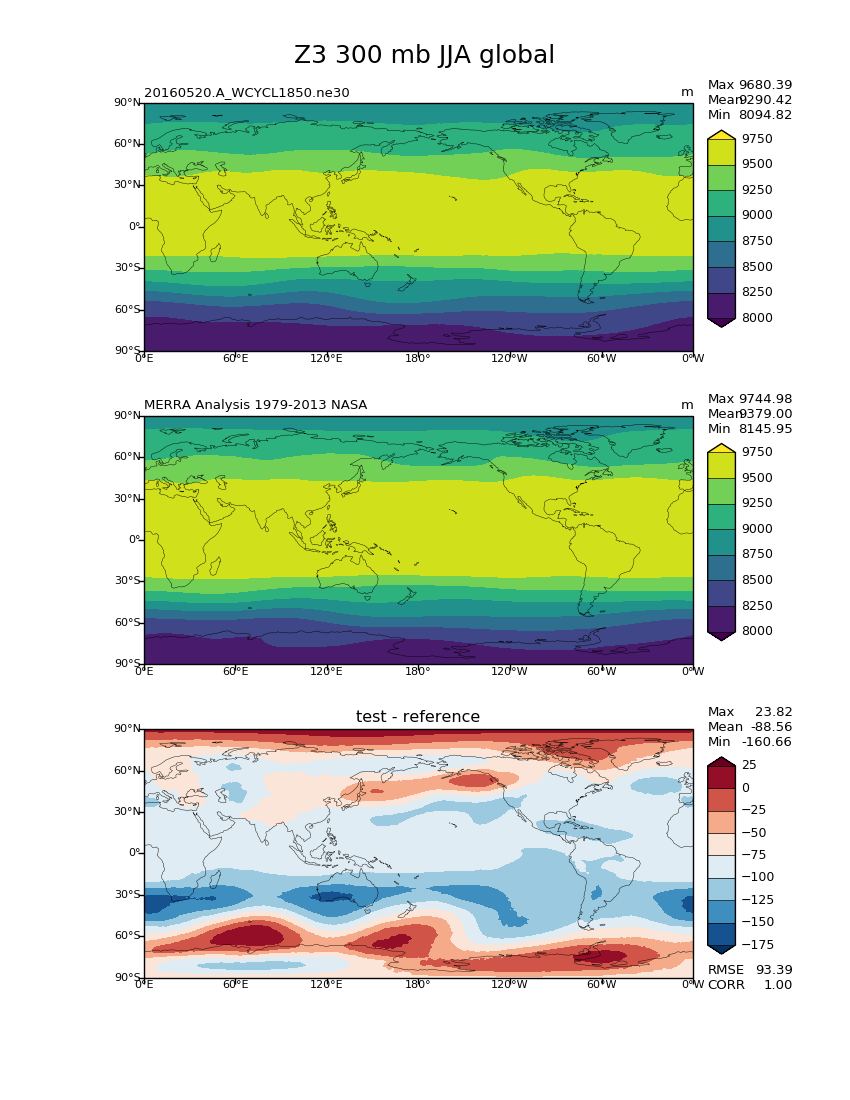 Z3 300 mb JJA global
20160520.A_WCYCL1850.ne30 m
Max 9680.39
Mean 9290.42
Min 8094.82
90°N
60°N
30°N
0°
30°S
60°S
90°S
0°E 60°E 120°E 180° 120°W 60°W 0°W
9750
9500
9250
9000
8750
8500
8250
8000
MERRA Analysis 1979-2013 NASA m
Max 9744.98
Mean 9379.00
Min 8145.95
90°N
60°N
30°N
0°
30°S
60°S
90°S
0°E 60°E 120°E 180° 120°W 60°W 0°W
9750
9500
9250
9000
8750
8500
8250
8000
test - reference
Max 23.82
Mean -88.56
Min -160.66
90°N
60°N
30°N
0°
30°S
60°S
90°S
0°E 60°E 120°E 180° 120°W 60°W 0°W
25
0
−25
−50
−75
−100
−125
−150
−175
RMSE 93.39
CORR 1.00